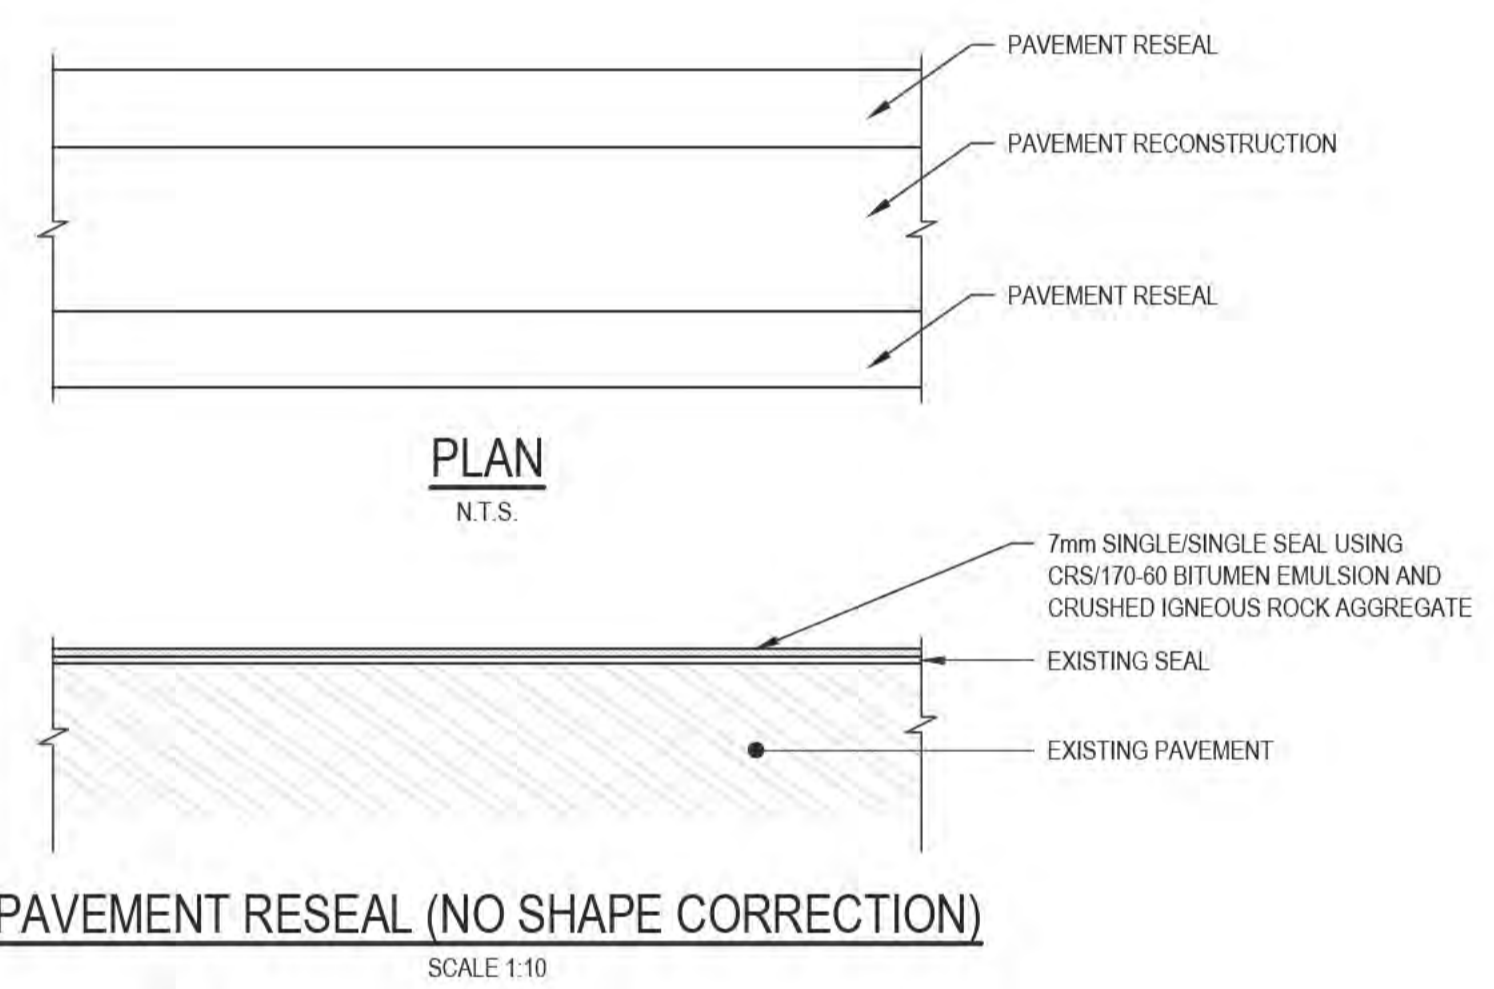 PAVEMENT RESEAL
PAVEMENT RECONSTRUCTION
PAVEMENT RESEAL
PLAN
N.T.S.
7mm SINGLE/SINGLE SEAL USING
CRS/170-60 BITUMEN EMULSION AND
CRUSHED IGNEOUS ROCK AGGREGATE
EXISTING SEAL
EXISTING PAVEMENT
PAVEMENT RESEAL (NO SHAPE CORRECTION)
SCALE 1:10